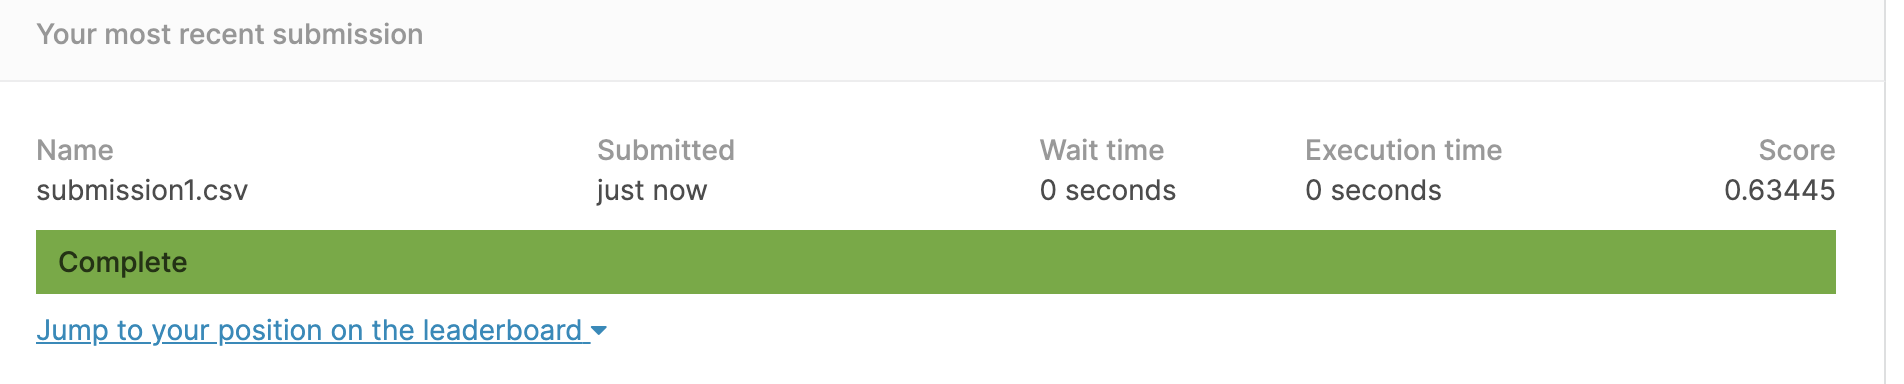 Your most recent submission
Name Submitted Wait time Execution time Score
submission1.csv just now 0 seconds 0 seconds 0.63445
Complete
Jump to your position on the leaderboard